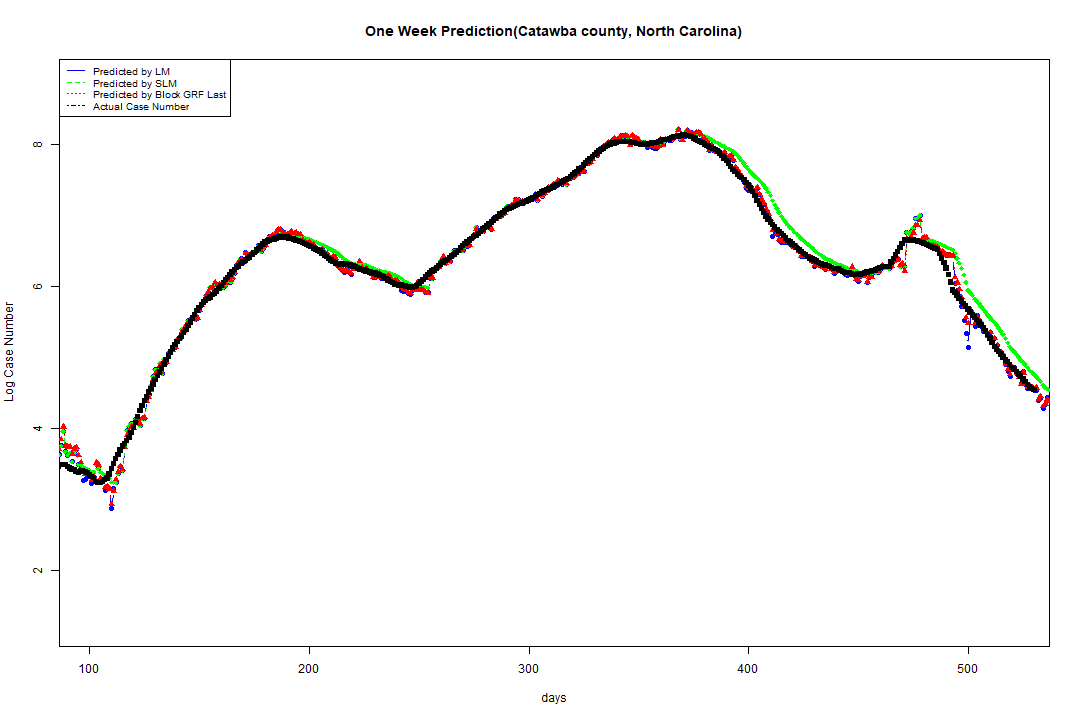 One Week Prediction(Catawba county, North Carolina)
Predicted by LM
Predicted by SLM
Predicted by Block GRF Last
Actual Case Number
8
6
4
2
Log Case Number
100 200 300 400 500
days